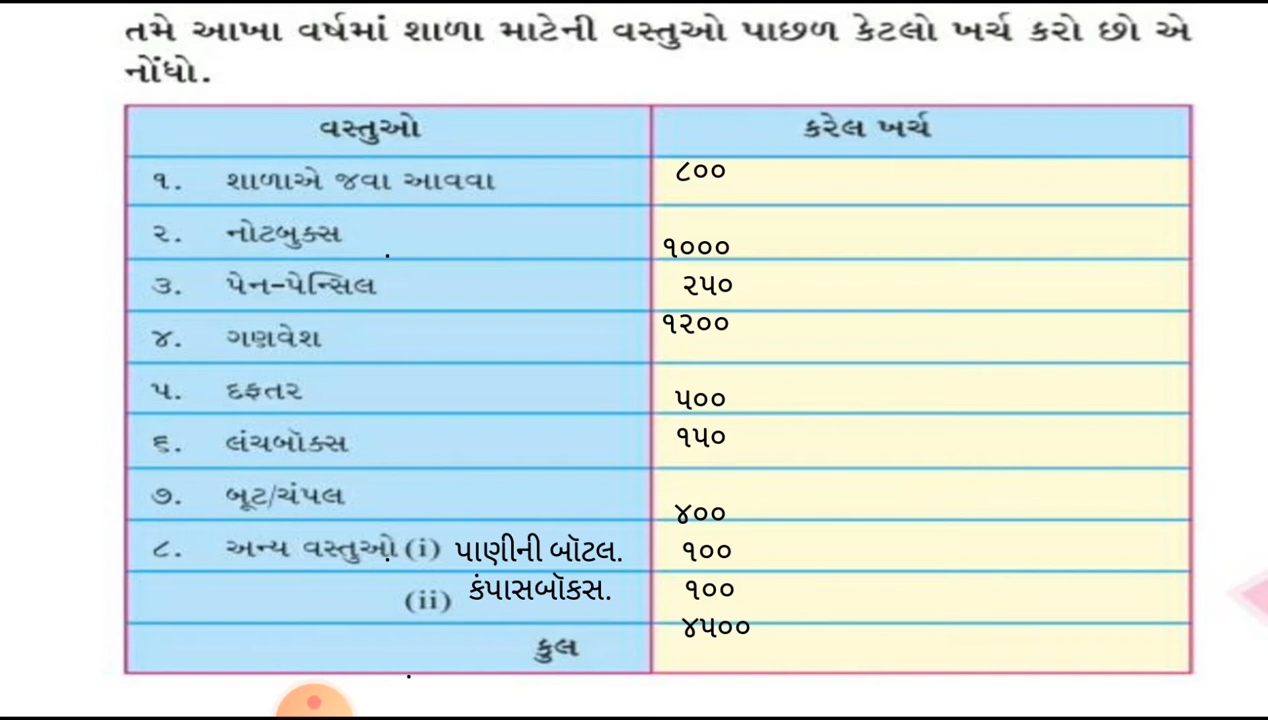 તમે આખા વર્ષમાં શાળા માટેની વસ્તુઓ પાછળ કેટલો ખર્ચ કરો છો એ
નોંધો.
વસ્તુઓ કરેલ ખર્ચ
૧. શાળાએ જવા આવવા ૮૦૦
૨. નોટબુક્સ ૧૦૦૦
૩. પેન-પેન્સિલ ૨૫૦
૪. ગણવેશ ૧૨૦૦
૫. દફતર ૫૦૦
૬. લંચબૉક્સ ૧૫૦
૭. બૂટ/ચંપલ ૪૦૦
૮. અન્ય વસ્તુઓ (i) પાણીની બૉટલ. ૧૦૦
(ii) કંપાસબૉકસ. ૧૦૦
કુલ ૪૫૦૦